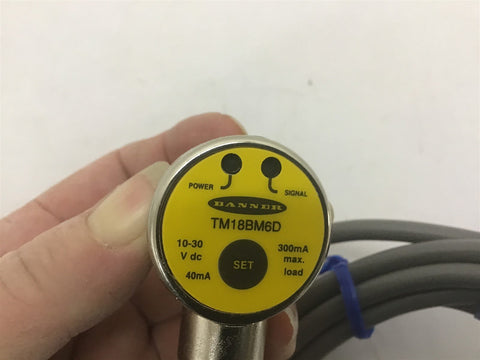 POWER SIGNAL
BANNER
TM18BM6D
10-30
V dc
40mA
SET
300mA
max.
load